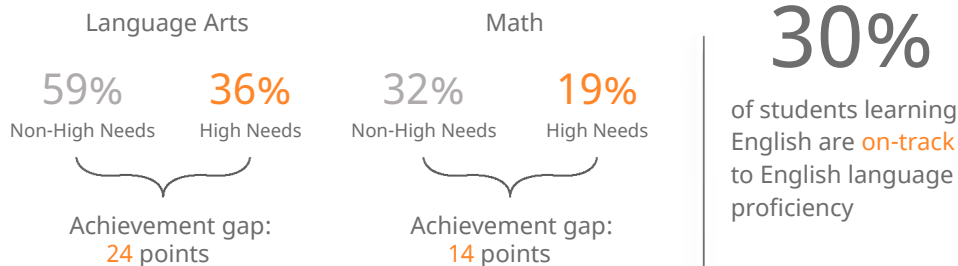 Language Arts
59%
Non-High Needs
36%
High Needs
Achievement gap:
24 points
Math
32%
Non-High Needs
19%
High Needs
Achievement gap:
14 points
30%
of students learning
English are on-track
to English language
proficiency